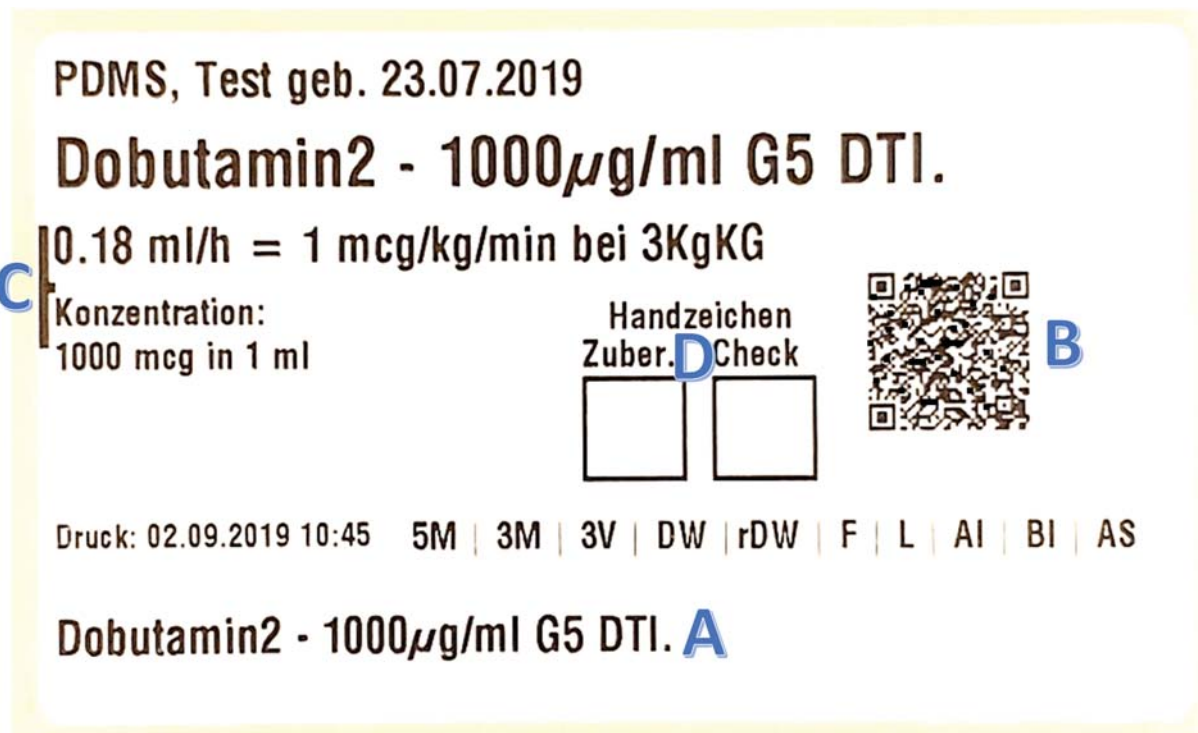 PDMS, Test geb. 23.07.2019
Dobutamin2 - 1000µg/ml G5 DTI.
0.18 ml/h = 1 mcg/kg/min bei 3KgKG
C
Konzentration:
1000 mcg in 1 ml
Handzeichen
Zuber. D Check
B
Druck: 02.09.2019 10:45 5M | 3M | 3V | DW | rDW | F | L | AI | BI | AS
Dobutamin2 - 1000µg/ml G5 DTI. A